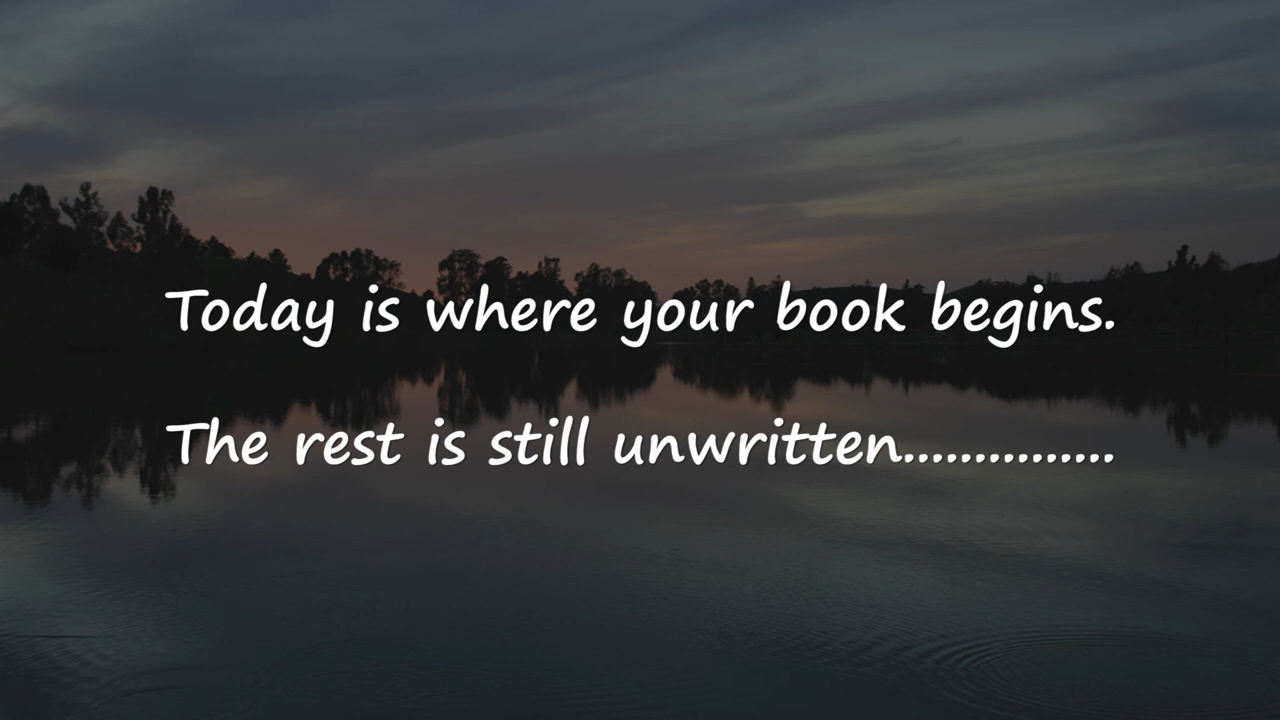 Today is where your book begins.
The rest is still unwritten...............